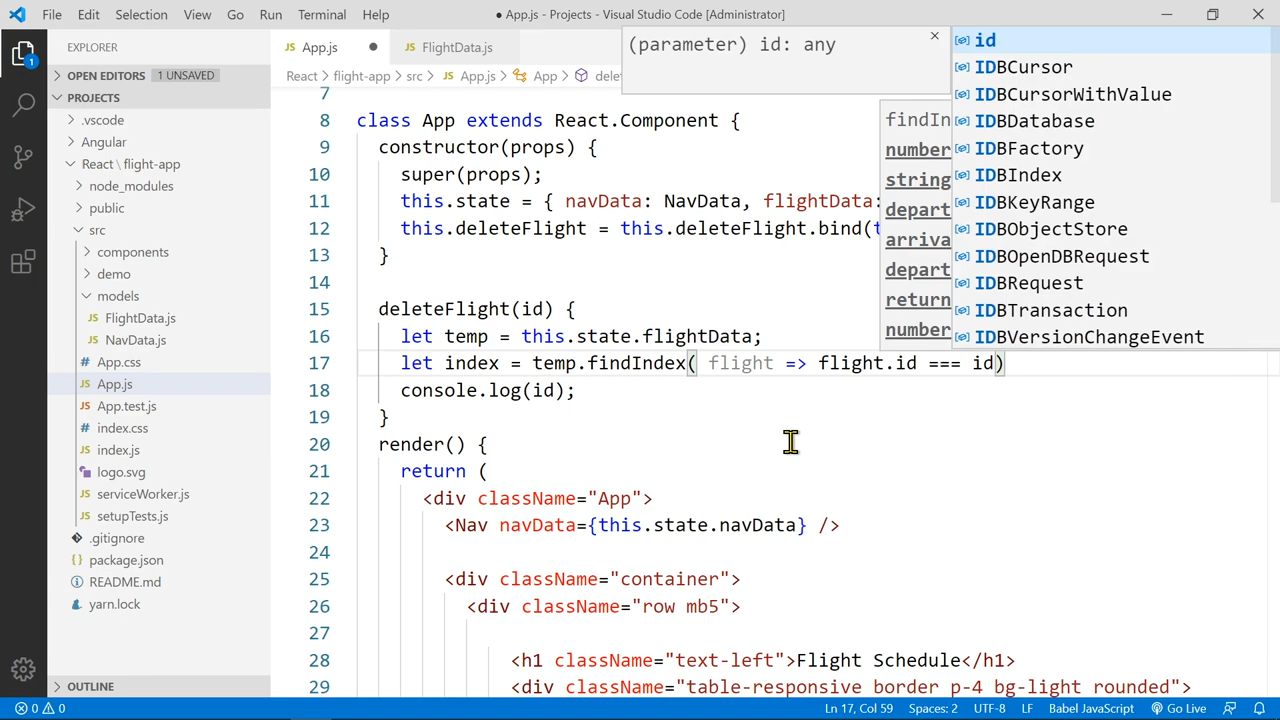 File Edit Selection View Go Run Terminal Help ● App.js - Projects - Visual Studio Code [Administrator]
EXPLORER
OPEN EDITORS 1 UNSAVED
PROJECTS
.vscode
Angular
React \ flight-app
node_modules
public
src
components
demo
models
FlightData.js
NavData.js
App.css
App.js
App.test.js
index.css
index.js
logo.svg
serviceWorker.js
setupTests.js
.gitignore
package.json
README.md
yarn.lock
OUTLINE
App.js ● FlightData.js
React > flight-app > src > App.js > App > dele
7
8 class App extends React.Component {
9 constructor(props) {
10 super(props);
11 this.state = { navData: NavData, flightData:
12 this.deleteFlight = this.deleteFlight.bind(t
13 }
14
15 deleteFlight(id) {
16 let temp = this.state.flightData;
17 let index = temp.findIndex( flight => flight.id === id)
18 console.log(id);
19 }
20 render() {
21 return (
22 <div className="App">
23 <Nav navData={this.state.navData} />
24
25 <div className="container">
26 <div className="row mb5">
27
28 <h1 className="text-left">Flight Schedule</h1>
29 <div className="table-responsive border p-4 bg-light rounded">
(parameter) id: any
findIn
number
string
depart
arriva
depart
return
number
id
IDBCursor
IDBCursorWithValue
IDBDatabase
IDBFactory
IDBIndex
IDBKeyRange
IDBObjectStore
IDBOpenDBRequest
IDBRequest
IDBTransaction
IDBVersionChangeEvent
1
0 0 Ln 17, Col 59 Spaces: 2 UTF-8 LF Babel JavaScript Go Live